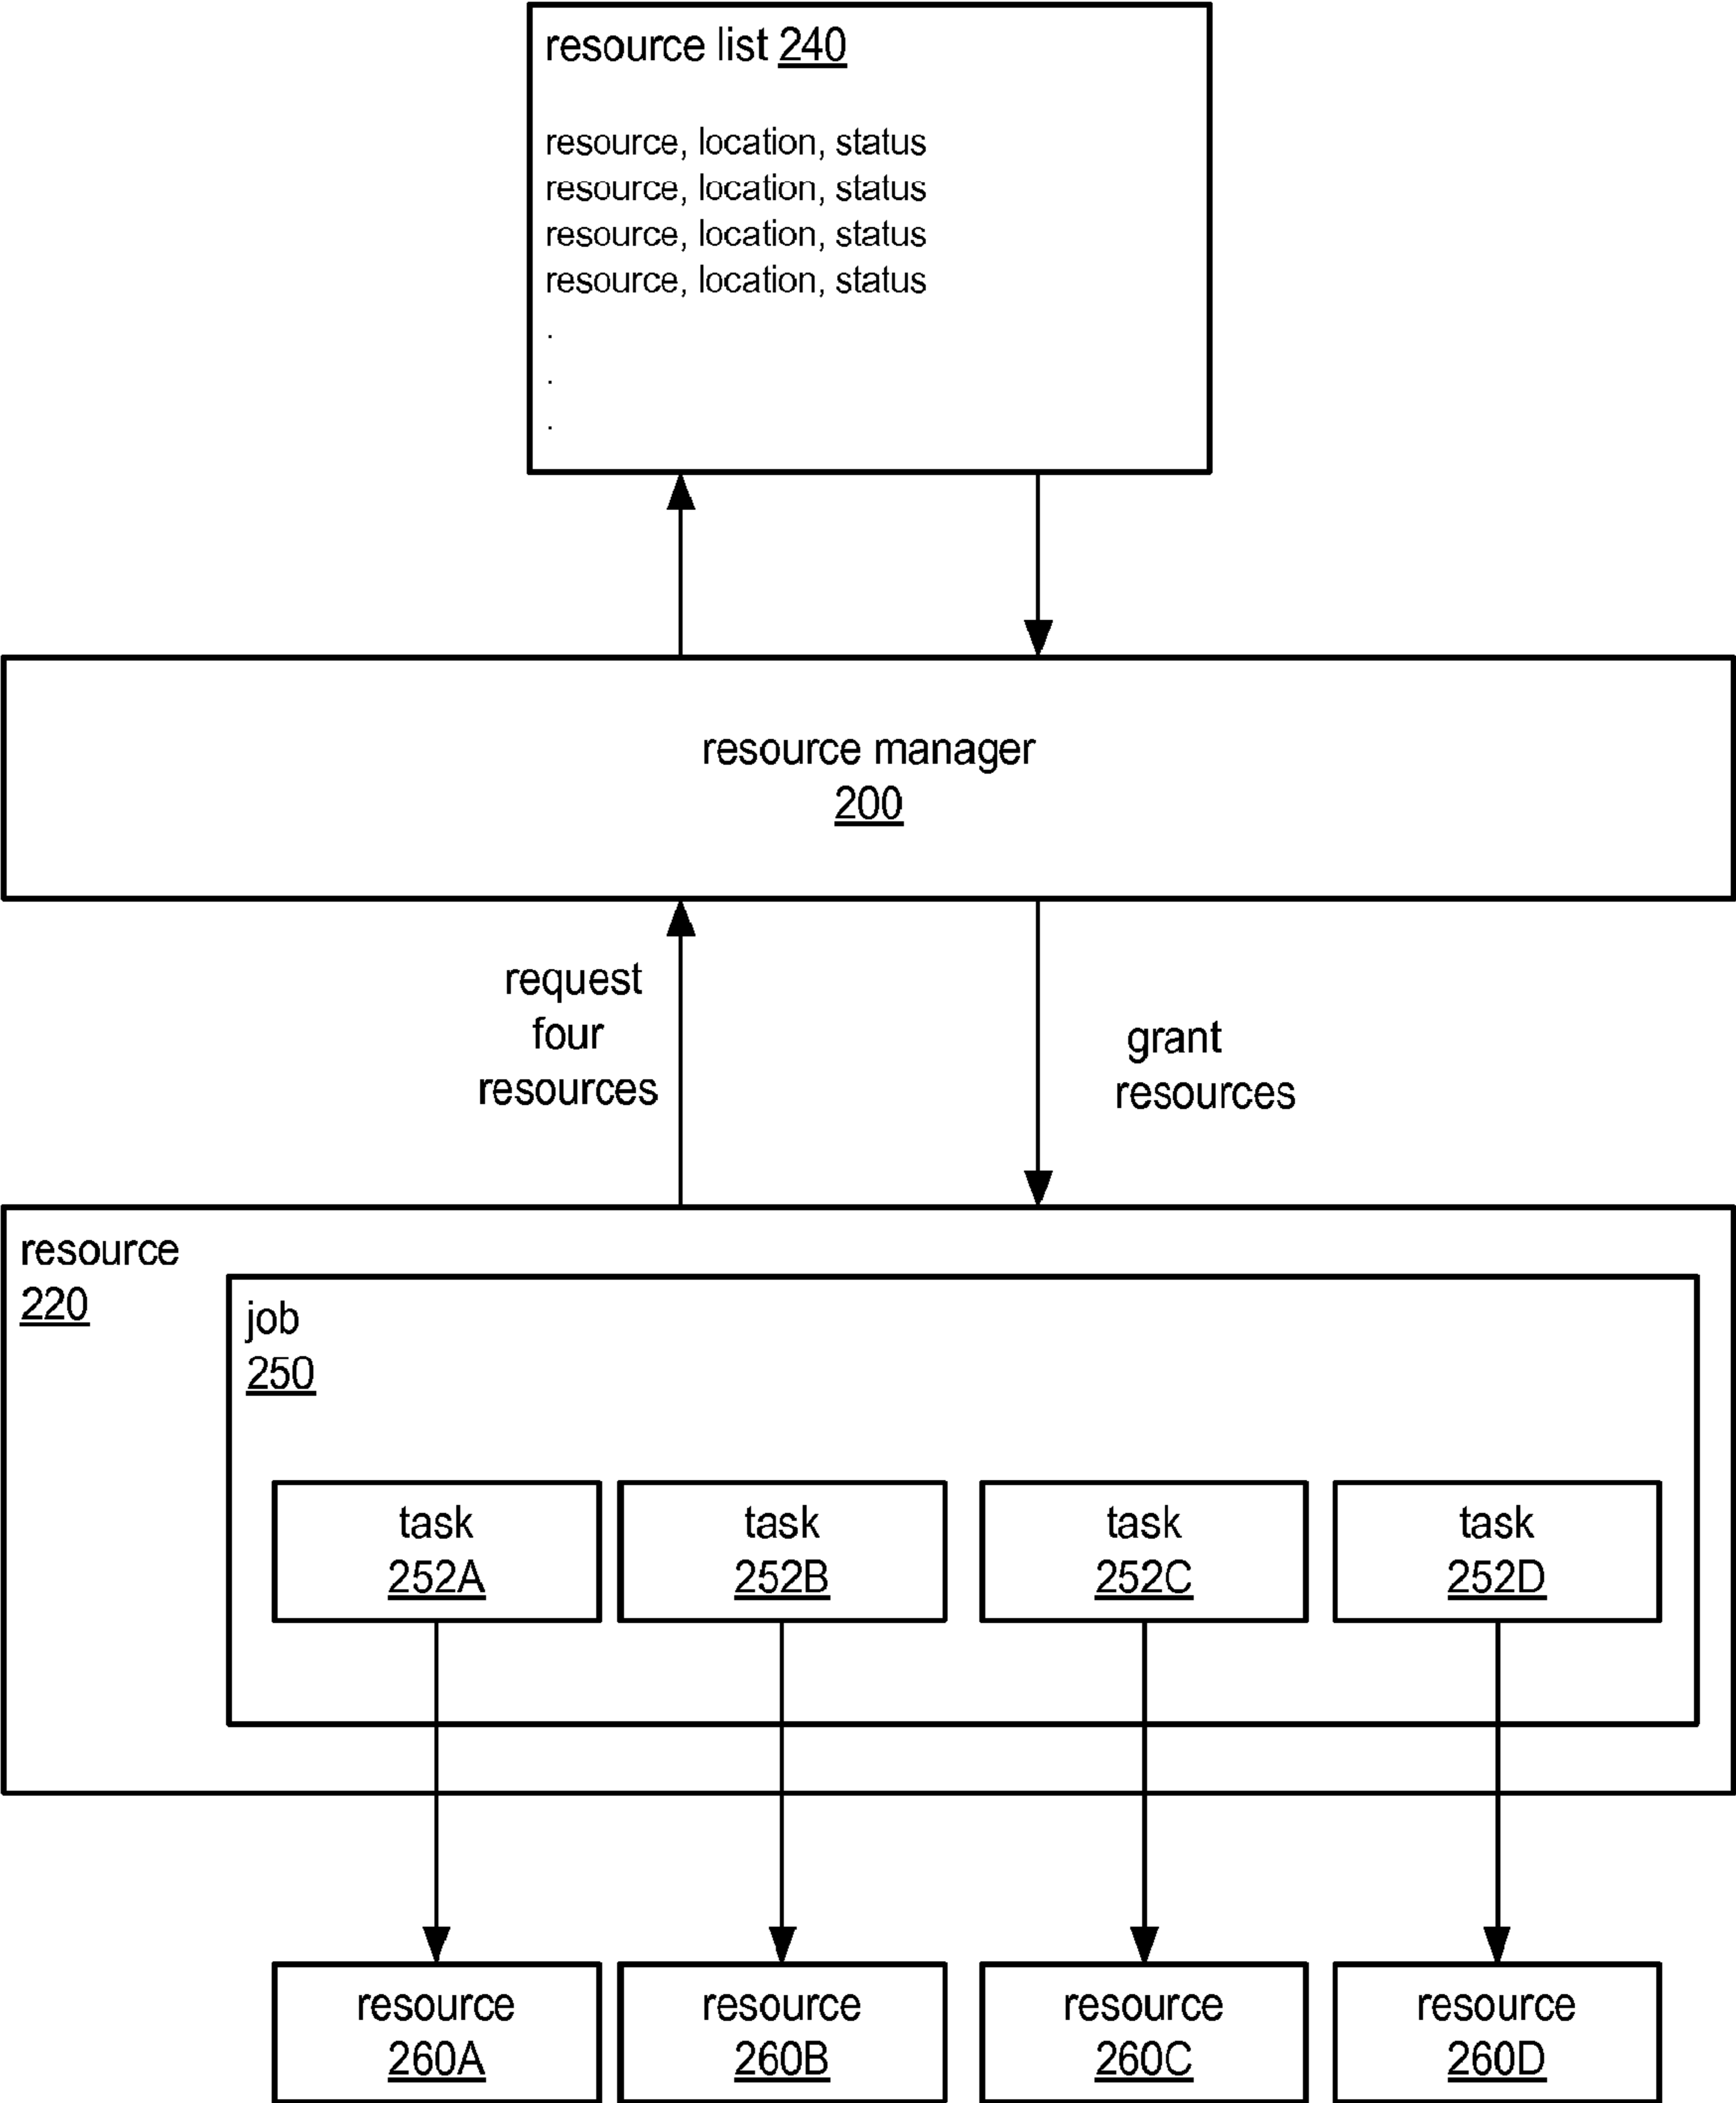 resource list 240
resource, location, status
resource, location, status
resource, location, status
resource, location, status
.
.
.
resource manager
200
request
four
resources
grant
resources
resource
220
job
250
task
252A
task
252B
task
252C
task
252D
resource
260A
resource
260B
resource
260C
resource
260D